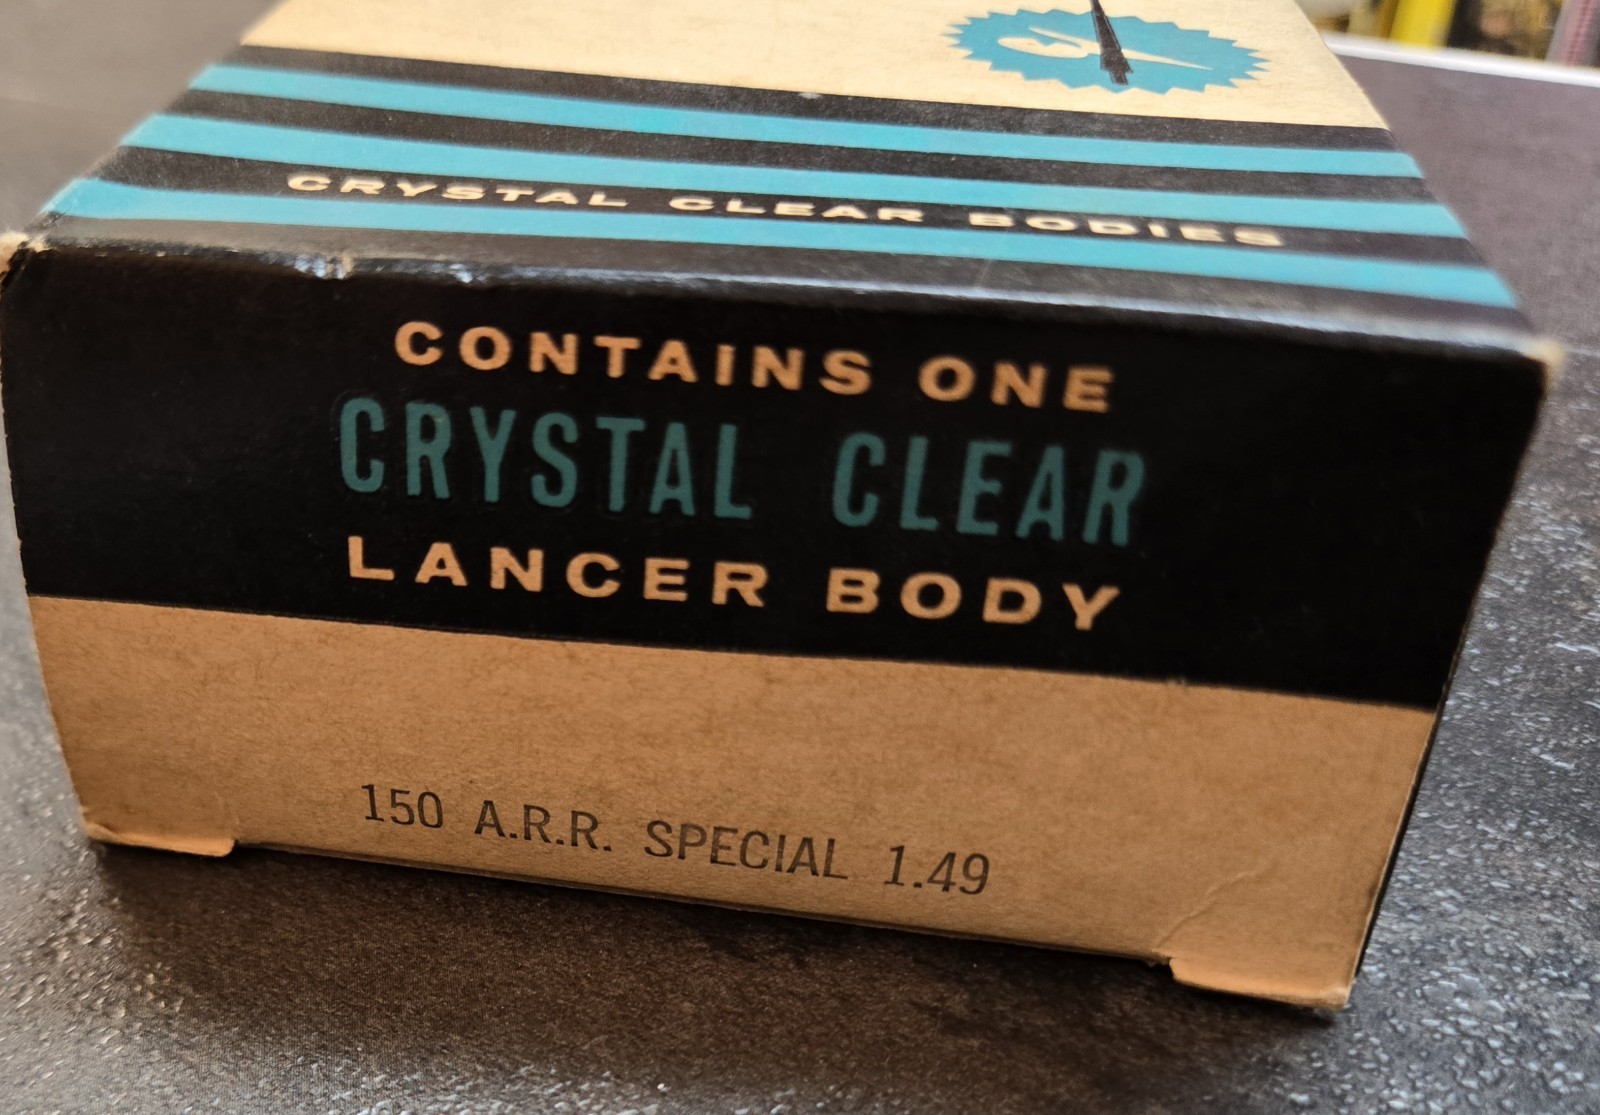 CRYSTAL CLEAR BODIES
CONTAINS ONE
CRYSTAL CLEAR
LANCER BODY
150 A.R.R. SPECIAL 1.49